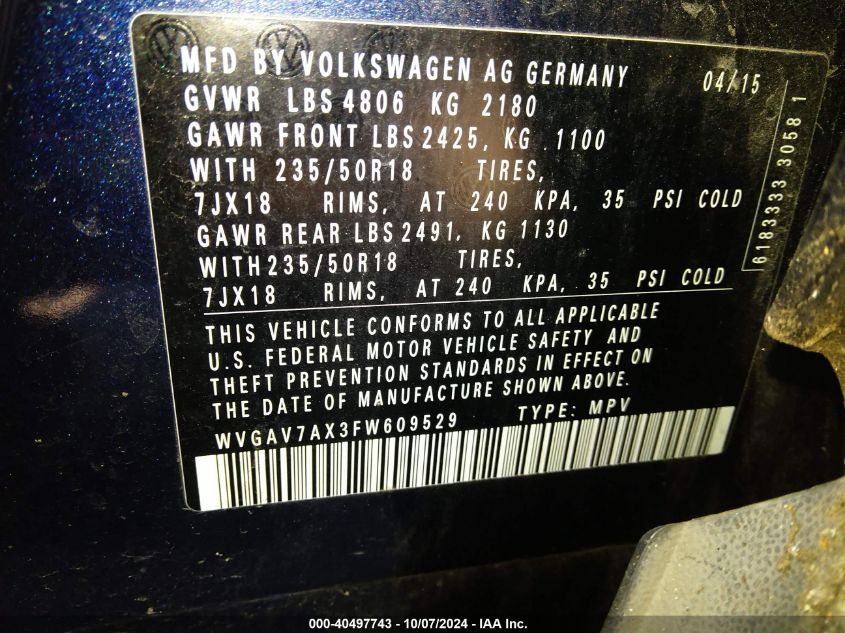 MFD BY VOLKSWAGEN AG GERMANY 04/15
GVWR LBS 4806 KG 2180
GAWR FRONT LBS 2425, KG 1100
WITH 235/50R18 TIRES,
7JX18 RIMS, AT 240 KPA, 35 PSI COLD
GAWR REAR LBS 2491, KG 1130
WITH 235/50R18 TIRES,
7JX18 RIMS, AT 240 KPA, 35 PSI COLD
THIS VEHICLE CONFORMS TO ALL APPLICABLE
U.S. FEDERAL MOTOR VEHICLE SAFETY AND
THEFT PREVENTION STANDARDS IN EFFECT ON
THE DATE OF MANUFACTURE SHOWN ABOVE.
WVGAV7AX3FW609529 TYPE: MPV
6183333 3058 1
000-40497743 - 10/07/2024 - IAA Inc.